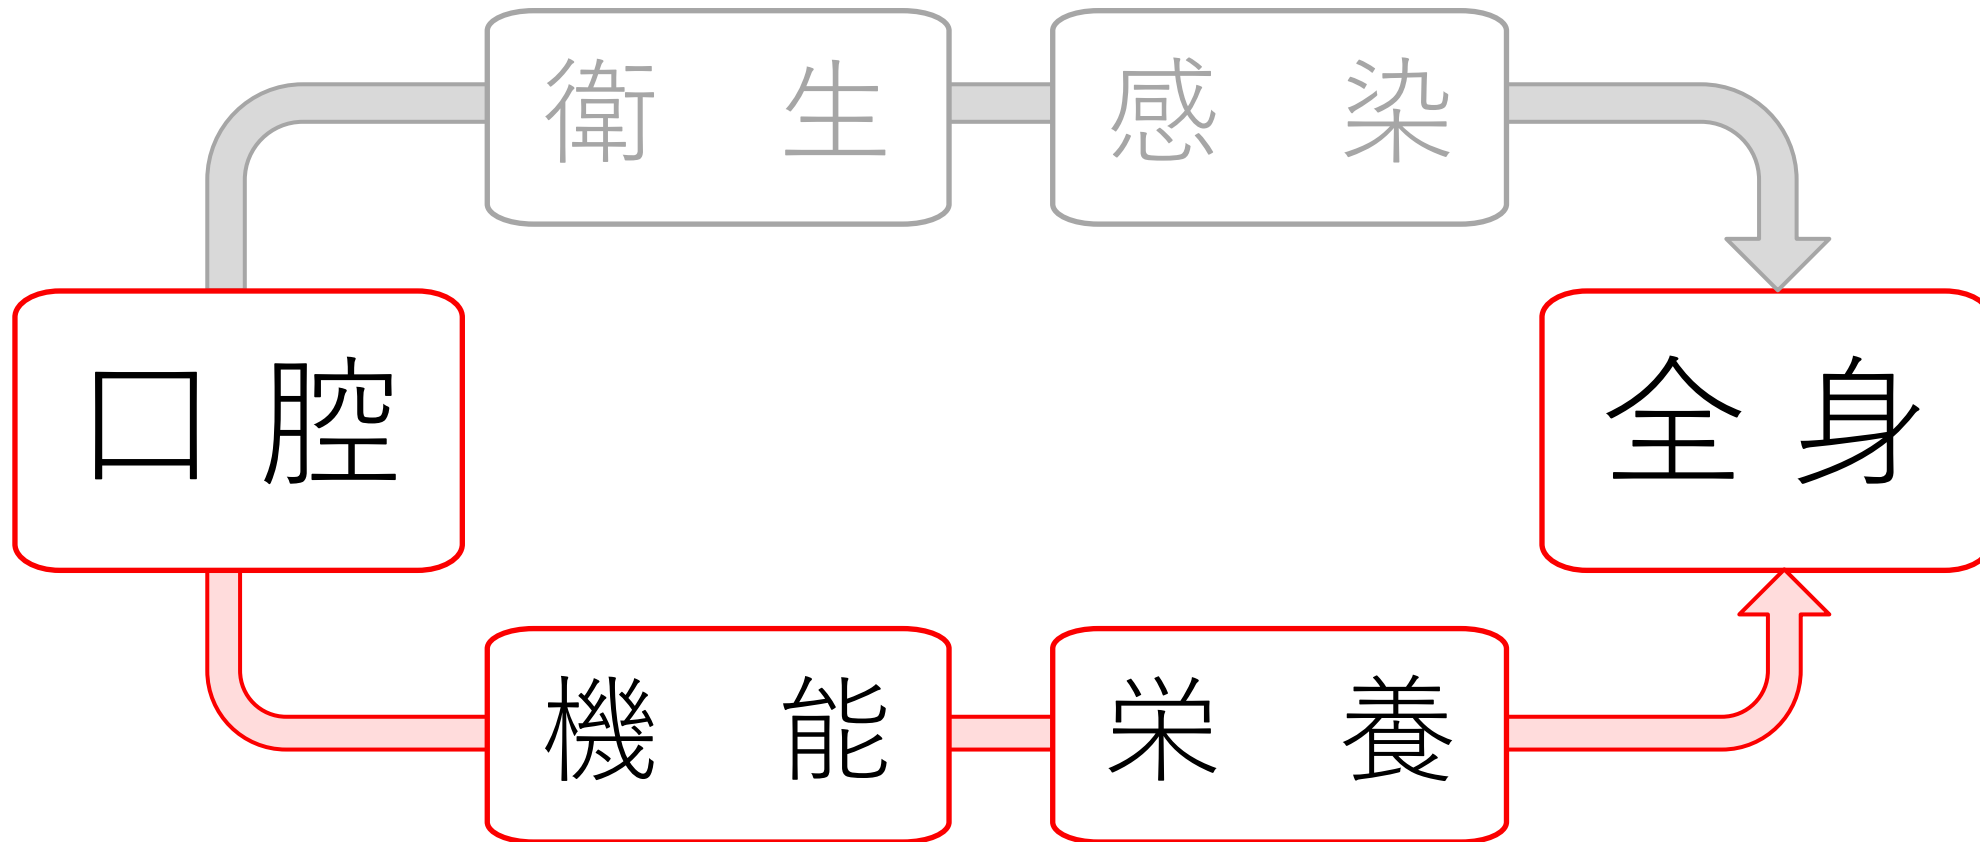 衛生 感染
口腔 全身
機能 栄養